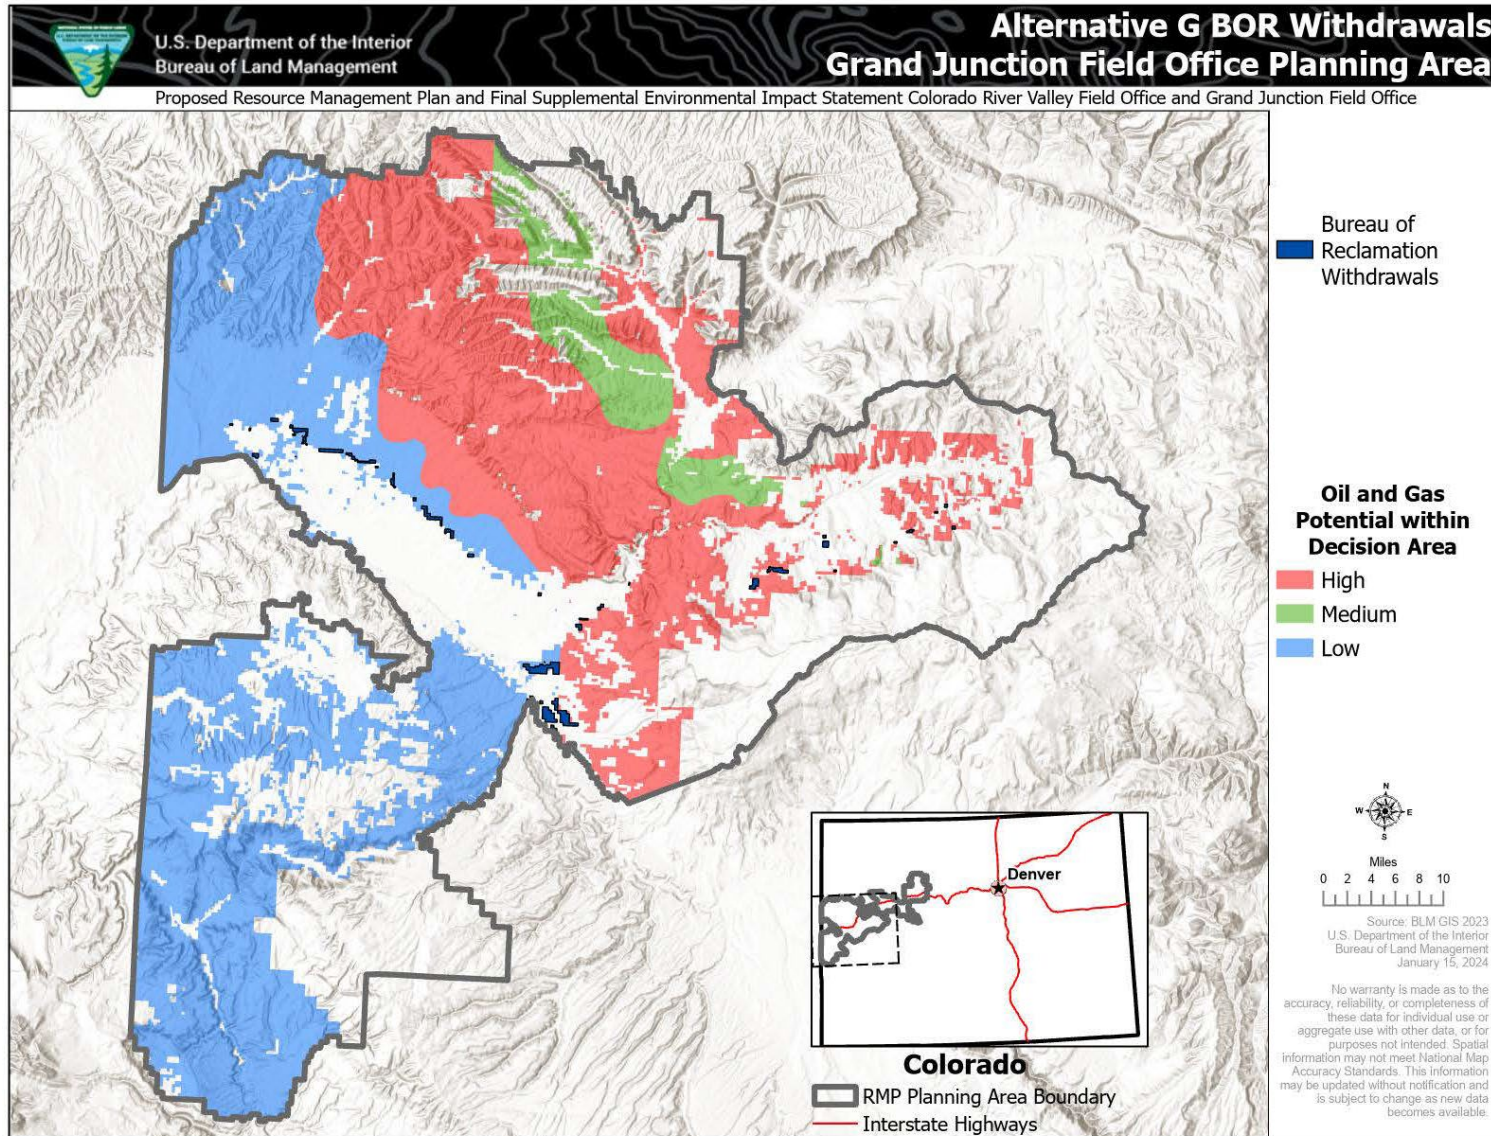 U.S. Department of the Interior
Bureau of Land Management
Alternative G BOR Withdrawals
Grand Junction Field Office Planning Area
Proposed Resource Management Plan and Final Supplemental Environmental Impact Statement Colorado River Valley Field Office and Grand Junction Field Office
Bureau of
Reclamation
Withdrawals
Oil and Gas
Potential within
Decision Area
High
Medium
Low
N
W
E
S
Miles
0 2 4 6 8 10
Source: BLM GIS 2023
U.S. Department of the Interior
Bureau of Land Management
January 15, 2024
No warranty is made as to the
accuracy, reliability, or completeness of
these data for individual use or
aggregate use with other data, or for
purposes not intended. Spatial
information may not meet National Map
Accuracy Standards. This information
may be updated without notification and
is subject to change as new data
becomes available.
Denver
Colorado
RMP Planning Area Boundary
Interstate Highways